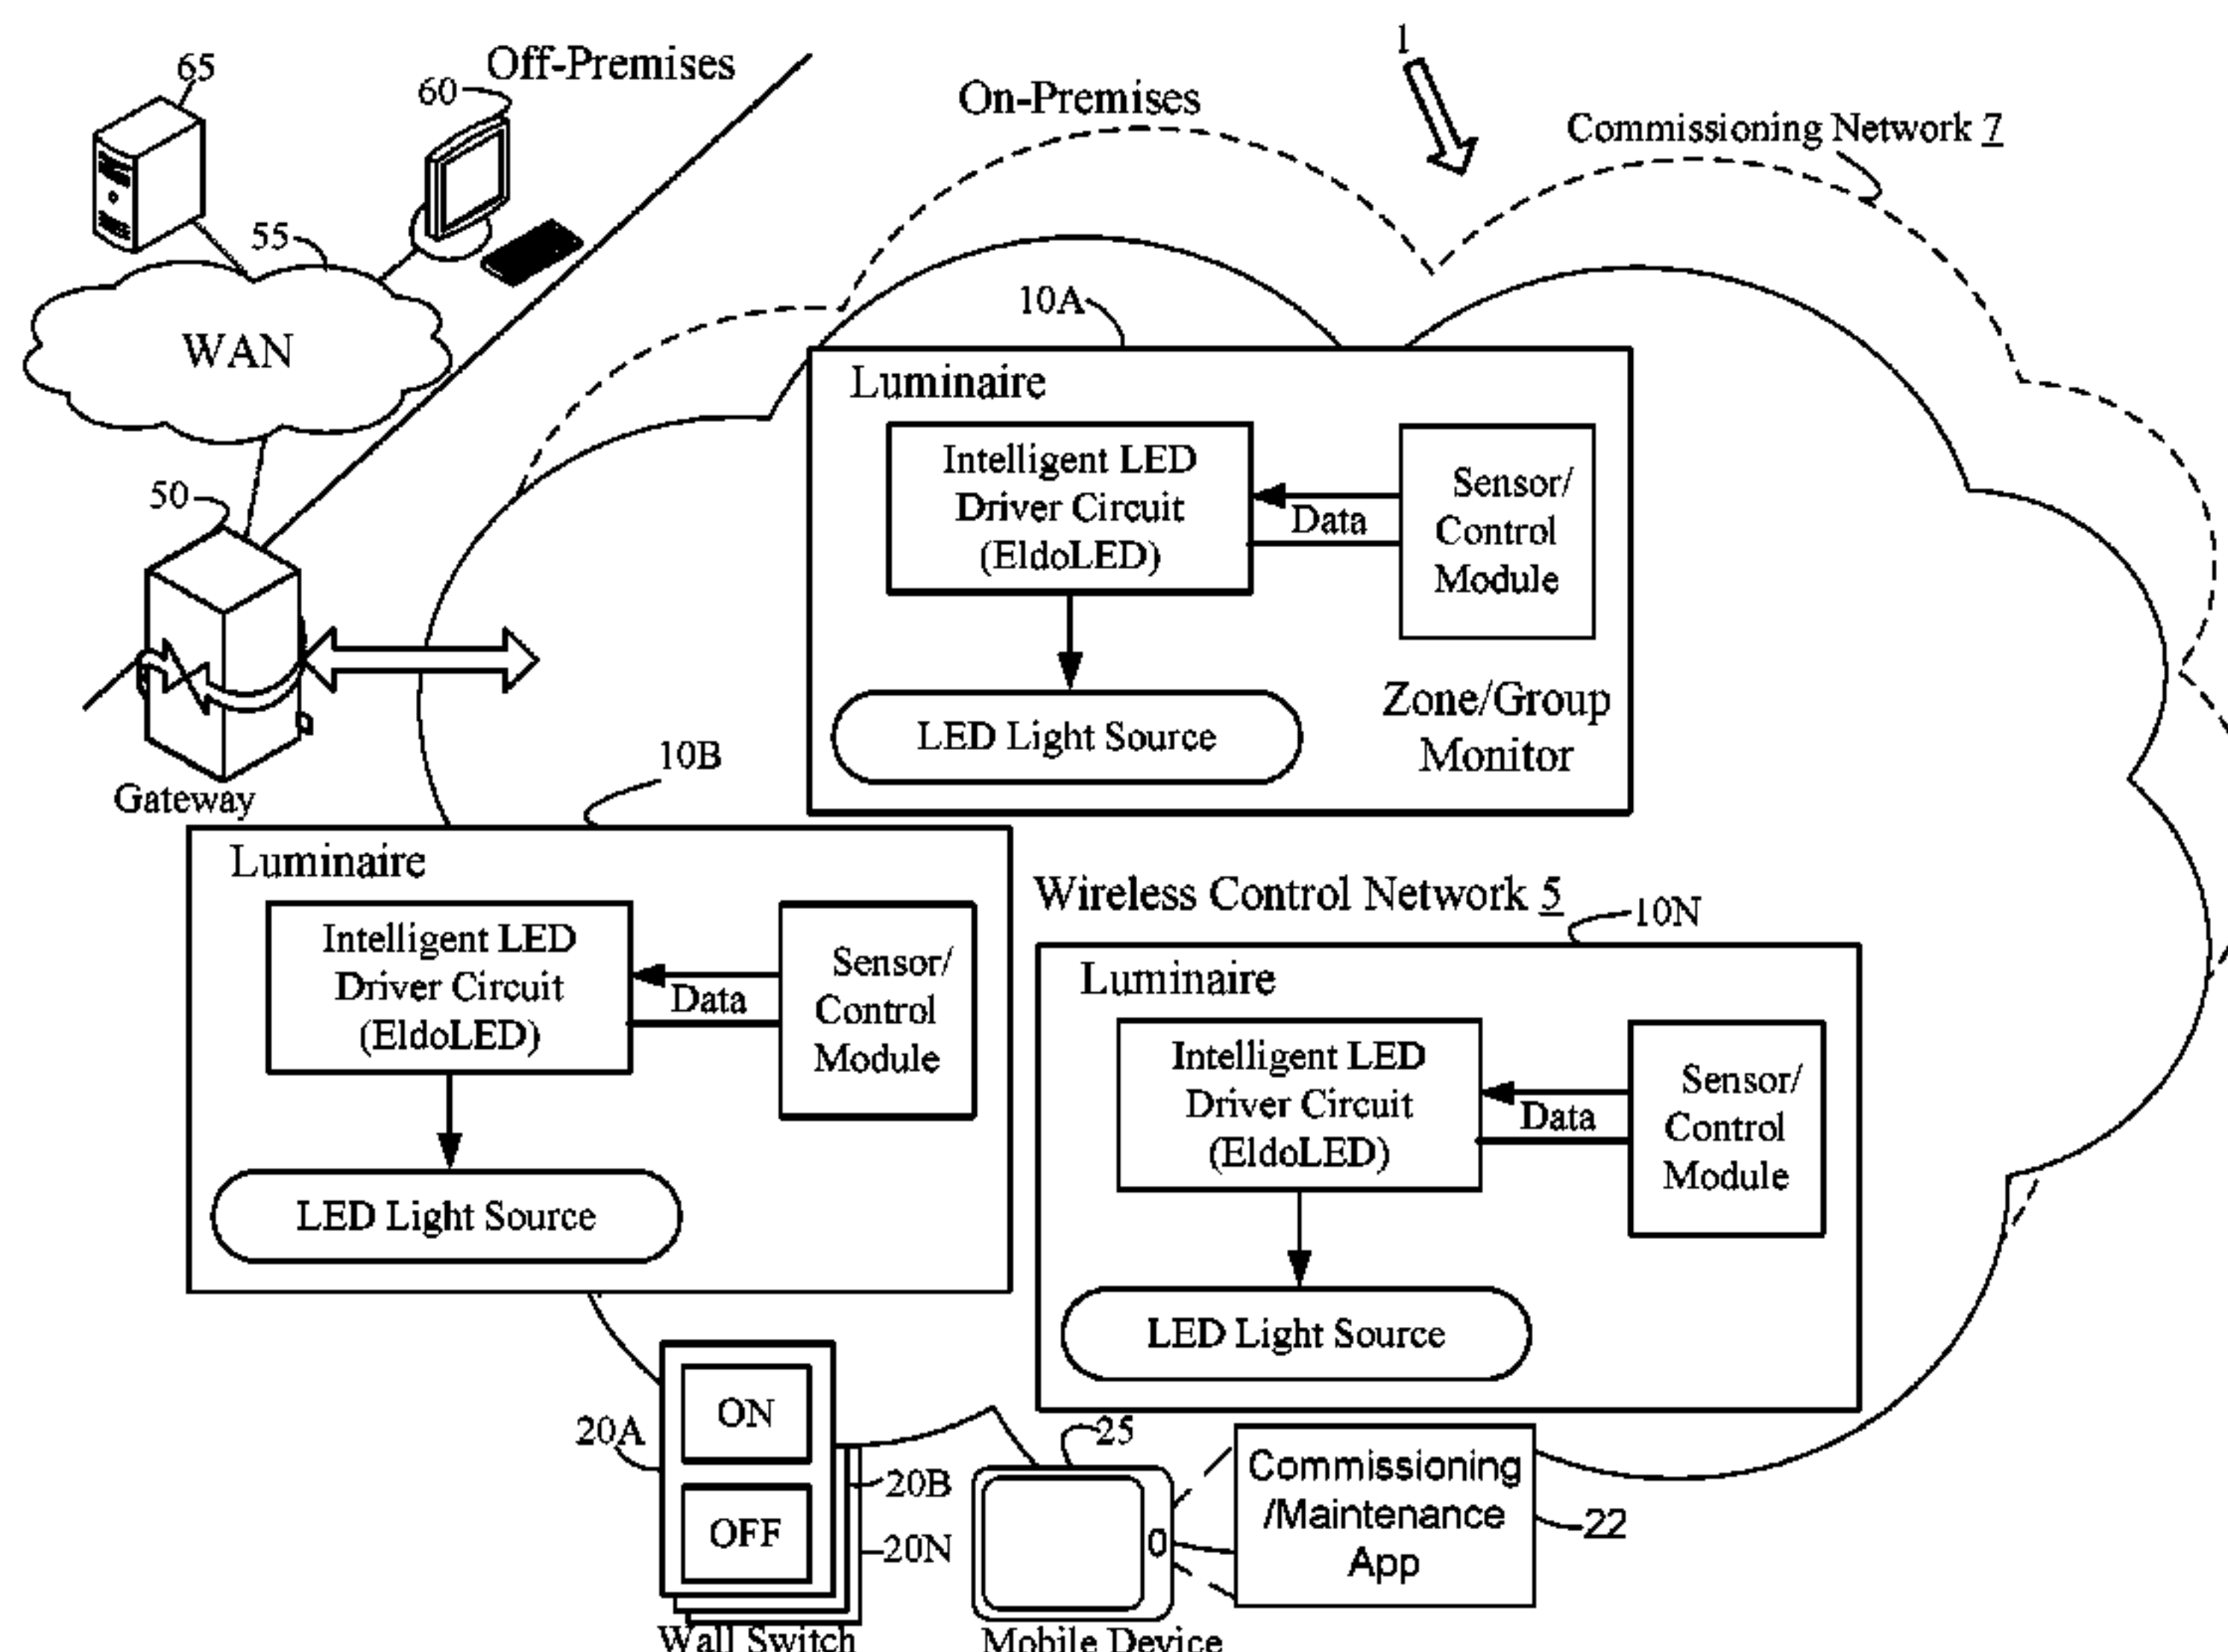 65
60
Off-Premises
1
On-Premises
Commissioning Network 7
55
WAN
10A
Luminaire
Intelligent LED
Driver Circuit
(EldoLED)
Data
Sensor/
Control
Module
LED Light Source
Zone/Group
Monitor
50
Gateway
10B
Luminaire
Intelligent LED
Driver Circuit
(EldoLED)
Data
Sensor/
Control
Module
LED Light Source
Wireless Control Network 5
10N
Luminaire
Intelligent LED
Driver Circuit
(EldoLED)
Data
Sensor/
Control
Module
LED Light Source
20A
ON
OFF
20B
20N
Wall Switch
25
Mobile Device
Commissioning
/Maintenance
App
22